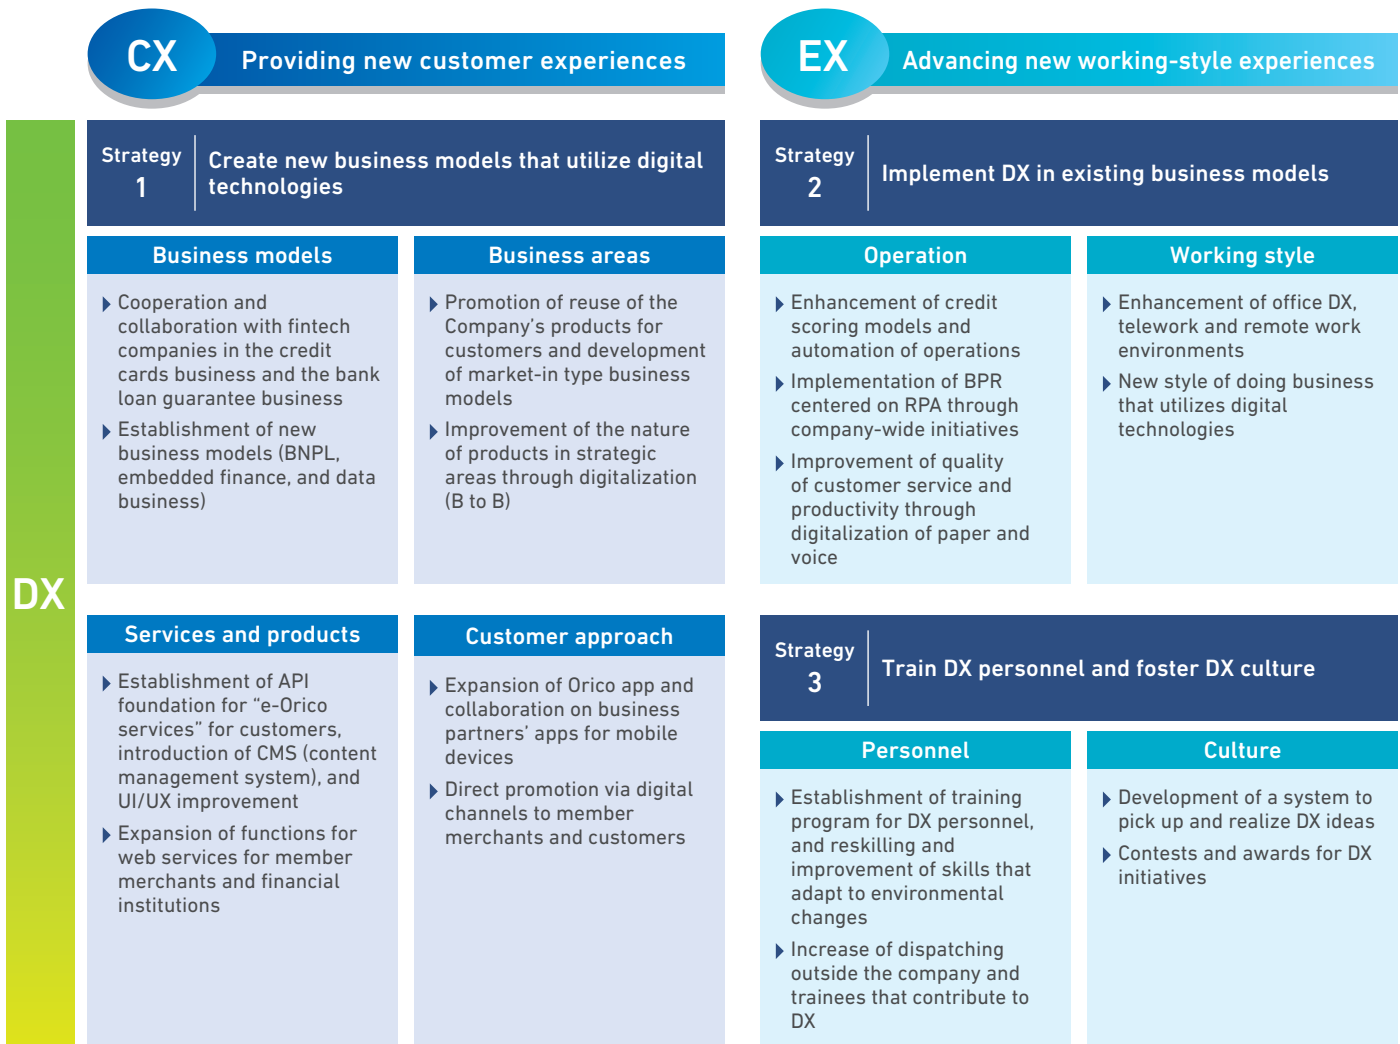 CX
Providing new customer experiences
EX
Advancing new working-style experiences
DX
Strategy
1
Create new business models that utilize digital
technologies
Business models
Cooperation and
collaboration with fintech
companies in the credit
cards business and the bank
loan guarantee business
Establishment of new
business models (BNPL,
embedded finance, and data
business)
Business areas
Promotion of reuse of the
Company's products for
customers and development
of market-in type business
models
Improvement of the nature
of products in strategic
areas through digitalization
(B to B)
Services and products
Establishment of API
foundation for “e-Orico
services” for customers,
introduction of CMS (content
management system), and
UI/UX improvement
Expansion of functions for
web services for member
merchants and financial
institutions
Customer approach
Expansion of Orico app and
collaboration on business
partners' apps for mobile
devices
Direct promotion via digital
channels to member
merchants and customers
Strategy
2
Implement DX in existing business models
Operation
Enhancement of credit
scoring models and
automation of operations
Implementation of BPR
centered on RPA through
company-wide initiatives
Improvement of quality
of customer service and
productivity through
digitalization of paper and
voice
Working style
Enhancement of office DX,
telework and remote work
environments
New style of doing business
that utilizes digital
technologies
Strategy
3
Train DX personnel and foster DX culture
Personnel
Establishment of training
program for DX personnel,
and reskilling and
improvement of skills that
adapt to environmental
changes
Increase of dispatching
outside the company and
trainees that contribute to
DX
Culture
Development of a system to
pick up and realize DX ideas
Contests and awards for DX
initiatives